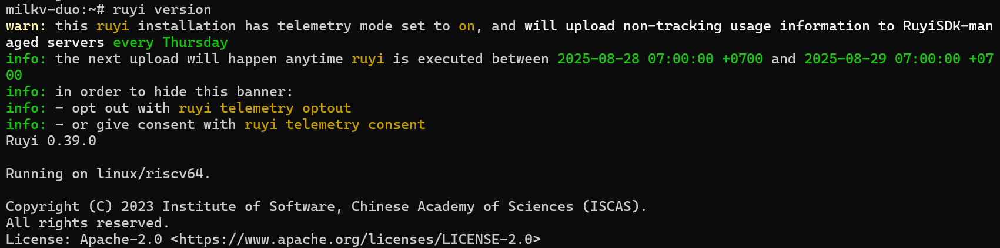 milkv-duo:~# ruyi version
warn: this ruyi installation has telemetry mode set to on, and will upload non-tracking usage information to RuyiSDK-man
aged servers every Thursday
info: the next upload will happen anytime ruyi is executed between 2025-08-28 07:00:00 +0700 and 2025-08-29 07:00:00 +07
00
info: in order to hide this banner:
info: - opt out with ruyi telemetry optout
info: - or give consent with ruyi telemetry consent
Ruyi 0.39.0
Running on linux/riscv64.
Copyright (C) 2023 Institute of Software, Chinese Academy of Sciences (ISCAS).
All rights reserved.
License: Apache-2.0 <https://www.apache.org/licenses/LICENSE-2.0>